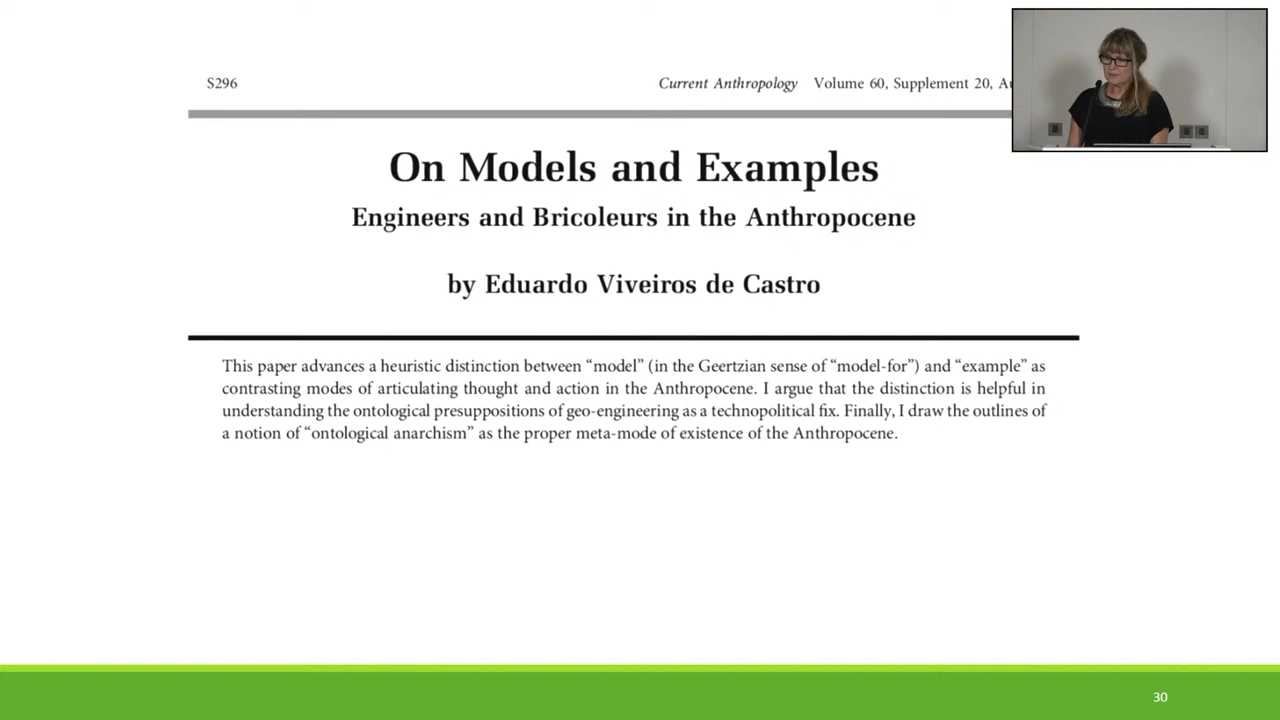 S296
Current Anthropology Volume 60, Supplement 20,
On Models and Examples
Engineers and Bricoleurs in the Anthropocene
by Eduardo Viveiros de Castro
This paper advances a heuristic distinction between “model” (in the Geertzian sense of “model-for”) and “example” as
contrasting modes of articulating thought and action in the Anthropocene. I argue that the distinction is helpful in
understanding the ontological presuppositions of geo-engineering as a technopolitical fix. Finally, I draw the outlines of
a notion of “ontological anarchism” as the proper meta-mode of existence of the Anthropocene.
30